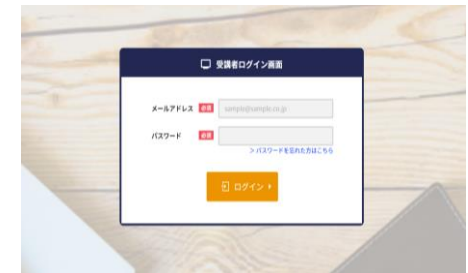 受講者ログイン画面
メールアドレス 必須 sample@sample.co.jp
パスワード 必須
> パスワードを忘れた方はこちら
ログイン